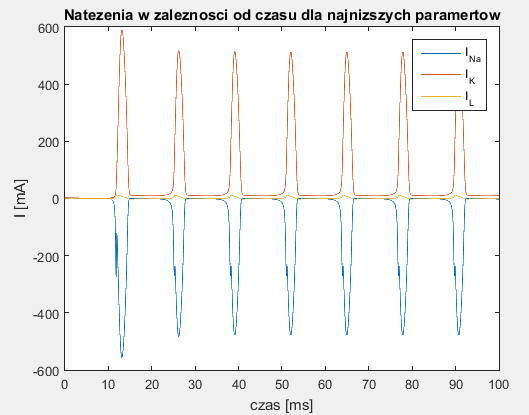 Natezenia w zaleznosci od czasu dla najnizszych paramertow
600
400
200
0
-200
-400
-600
I [mA]
I_Na
I_K
I_L
0 10 20 30 40 50 60 70 80 90 100
czas [ms]